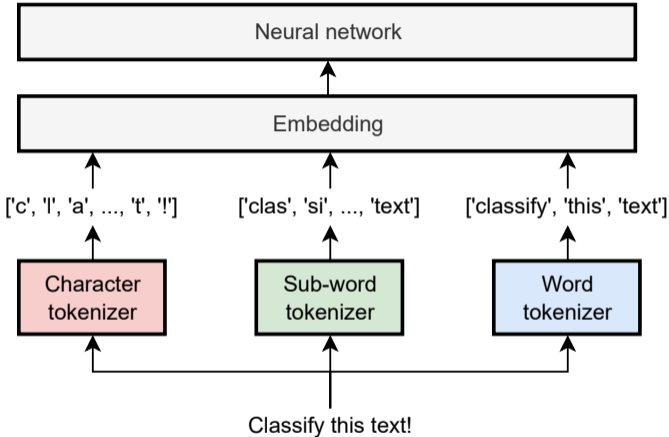 Neural network
Embedding
['c', 'l', 'a', ..., 't', '!']
['clas', 'si', ..., 'text']
['classify', 'this', 'text']
Character
tokenizer
Sub-word
tokenizer
Word
tokenizer
Classify this text!